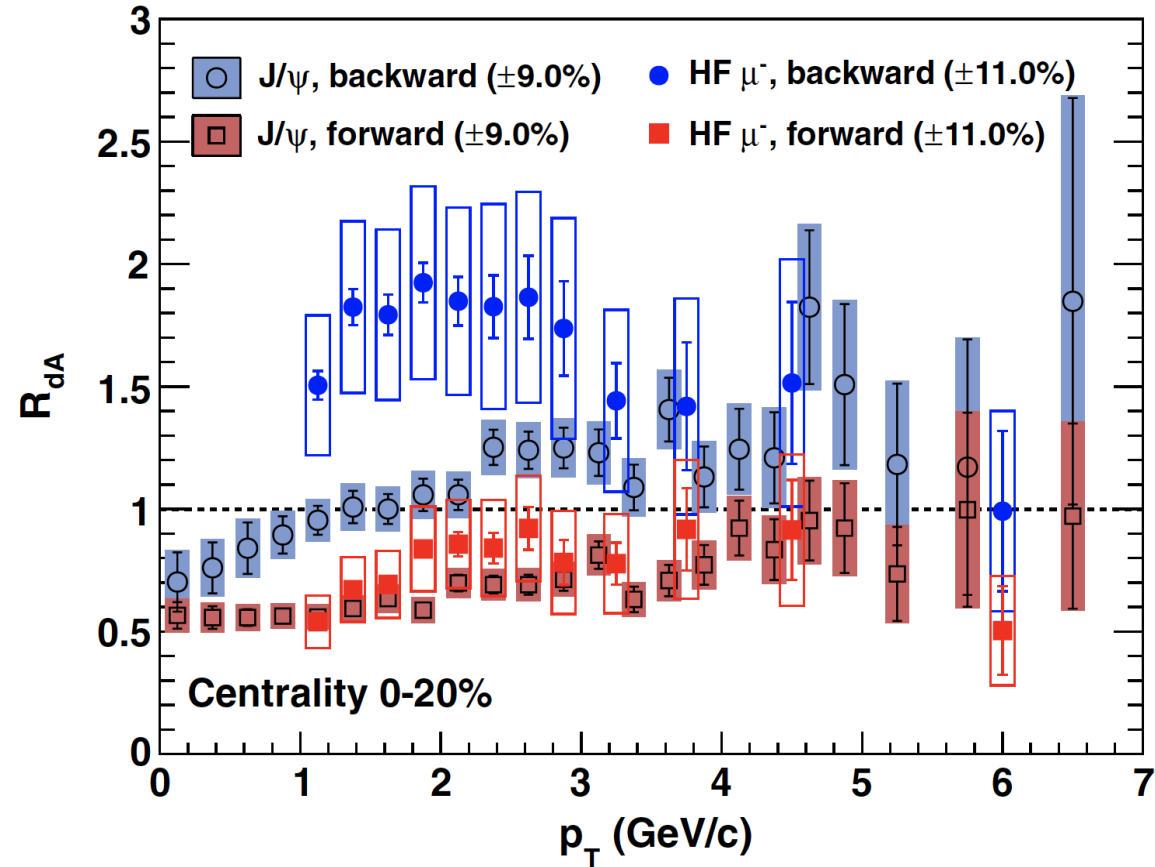 3
J/ψ, backward (±9.0%) HF μ⁻, backward (±11.0%)
J/ψ, forward (±9.0%) HF μ⁻, forward (±11.0%)
2.5
2
1.5
R_dA
1
0.5
Centrality 0-20%
0
0 1 2 3 4 5 6 7
p_T (GeV/c)